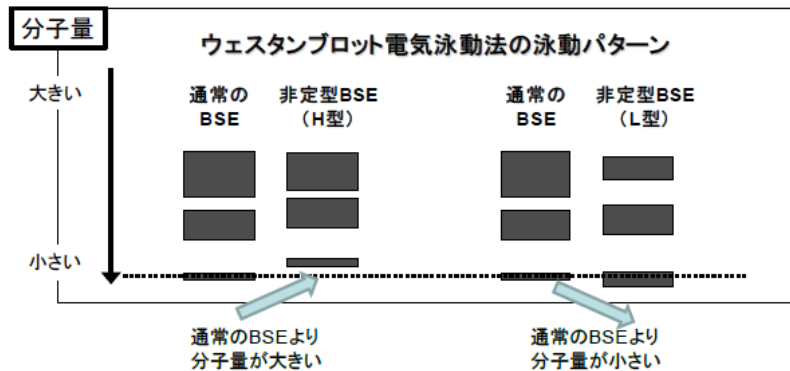 分子量
ウェスタンブロット電気泳動法の泳動パターン
大きい
通常の
BSE
非定型BSE
（H型）
通常の
BSE
非定型BSE
（L型）
小さい
通常のBSEより
分子量が大きい
通常のBSEより
分子量が小さい